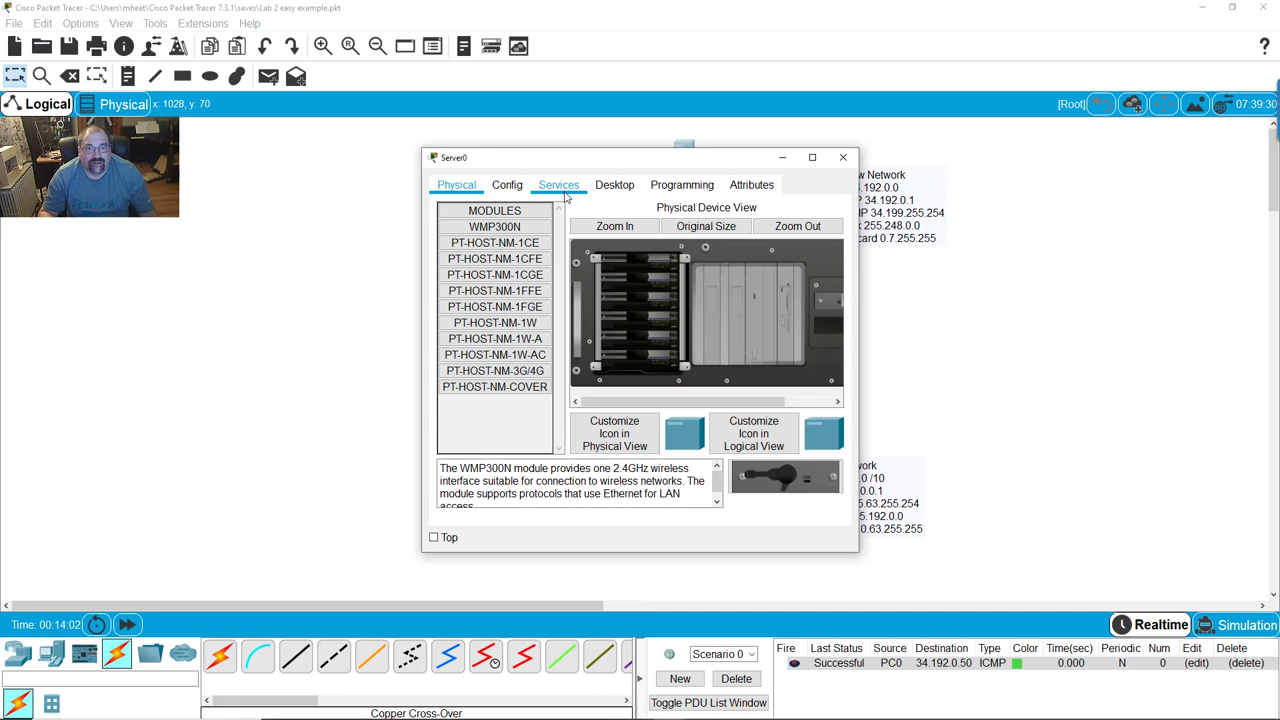 Cisco Packet Tracer - C:\Users\mheat\Cisco Packet Tracer 7.3.1\saves\Lab 2 easy example.pkt
File Edit Options View Tools Extensions Help
Logical Physical x: 1028, y: 70 [Root] 07:39:30
Server0
Physical Config Services Desktop Programming Attributes
MODULES
WMP300N
PT-HOST-NM-1CE
PT-HOST-NM-1CFE
PT-HOST-NM-1CGE
PT-HOST-NM-1FFE
PT-HOST-NM-1FGE
PT-HOST-NM-1W
PT-HOST-NM-1W-A
PT-HOST-NM-1W-AC
PT-HOST-NM-3G/4G
PT-HOST-NM-COVER
Physical Device View
Zoom In Original Size Zoom Out
Customize
Icon in
Physical View
Customize
Icon in
Logical View
The WMP300N module provides one 2.4GHz wireless
interface suitable for connection to wireless networks. The
module supports protocols that use Ethernet for LAN
access.
Top
w Network
.192.0.0
P 34.192.0.1
IP 34.199.255.254
k 255.248.0.0
card 0.7.255.255
work
.0 /10
.0.0.1
5.63.255.254
5.192.0.0
0.63.255.255
Time: 00:14:02 Realtime Simulation
Scenario 0
New Delete
Toggle PDU List Window
Fire Last Status Source Destination Type Color Time(sec) Periodic Num Edit Delete
Successful PC0 34.192.0.50 ICMP 0.000 N 0 (edit) (delete)
Copper Cross-Over